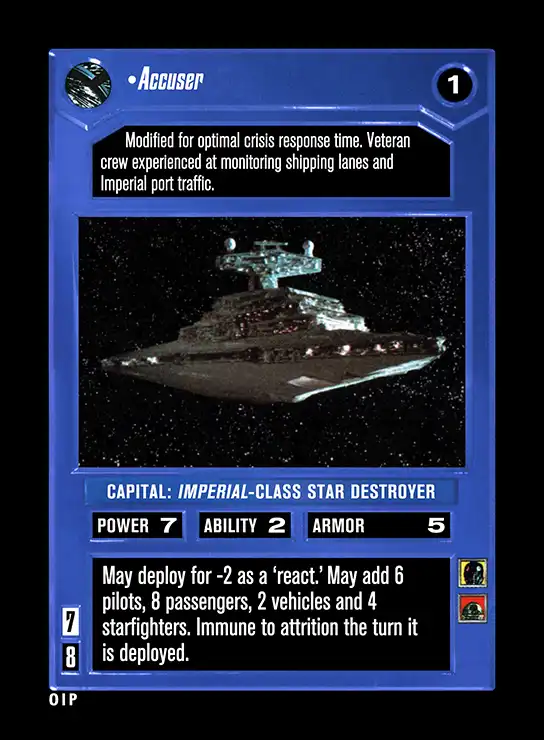 •Accuser
1
Modified for optimal crisis response time. Veteran
crew experienced at monitoring shipping lanes and
Imperial port traffic.
CAPITAL: IMPERIAL-CLASS STAR DESTROYER
POWER 7 ABILITY 2 ARMOR 5
May deploy for -2 as a ‘react.’ May add 6
pilots, 8 passengers, 2 vehicles and 4
starfighters. Immune to attrition the turn it
is deployed.
7
8
OIP